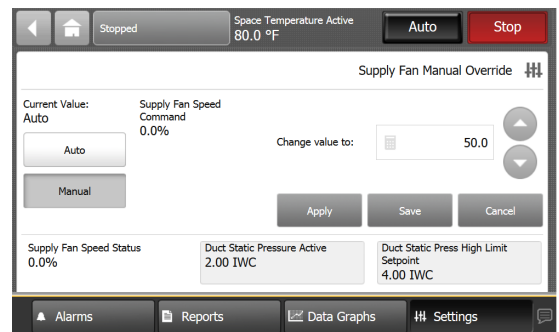 Stopped
Space Temperature Active
80.0 °F
Auto
Stop
Supply Fan Manual Override
Current Value:
Auto
Supply Fan Speed
Command
0.0%
Auto
Manual
Change value to:
50.0
Apply
Save
Cancel
Supply Fan Speed Status
0.0%
Duct Static Pressure Active
2.00 IWC
Duct Static Press High Limit
Setpoint
4.00 IWC
Alarms
Reports
Data Graphs
Settings